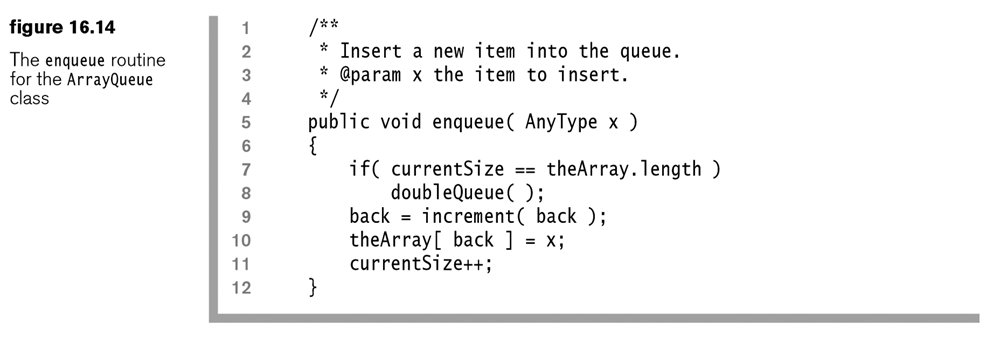 figure 16.14
The enqueue routine
for the ArrayQueue
class
1 /**
2 * Insert a new item into the queue.
3 * @param x the item to insert.
4 */
5 public void enqueue( AnyType x )
6 {
7 if( currentSize == theArray.length )
8 doubleQueue( );
9 back = increment( back );
10 theArray[ back ] = x;
11 currentSize++;
12 }